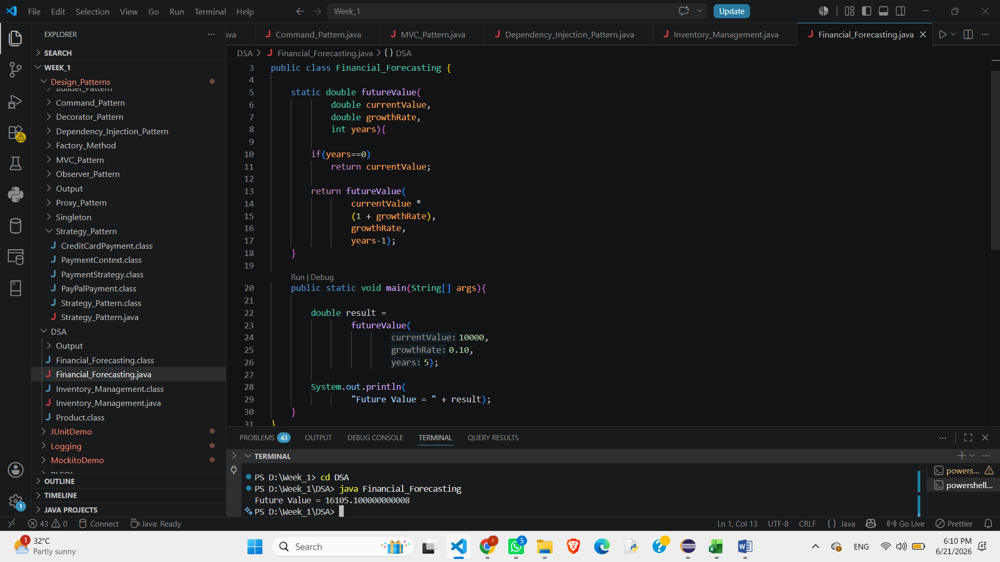 File Edit Selection View Go Run Terminal Help
Week_1
Update
EXPLORER
SEARCH
WEEK_1
Design_Patterns
Builder_Pattern
Command_Pattern
Decorator_Pattern
Dependency_Injection_Pattern
Factory_Method
MVC_Pattern
Observer_Pattern
Output
Proxy_Pattern
Singleton
Strategy_Pattern
J CreditCardPayment.class
J PaymentContext.class
J PaymentStrategy.class
J PayPalPayment.class
J Strategy_Pattern.class
J Strategy_Pattern.java
DSA
Output
J Financial_Forecasting.class
J Financial_Forecasting.java
J Inventory_Management.class
J Inventory_Management.java
J Product.class
JUnitDemo
Logging
MockitoDemo
OUTLINE
TIMELINE
JAVA PROJECTS
1
va J Command_Pattern.java J MVC_Pattern.java J Dependency_Injection_Pattern.java J Inventory_Management.java J Financial_Forecasting.java
DSA > J Financial_Forecasting.java > {} DSA
3 public class Financial_Forecasting {
4
5 static double futureValue(
6 double currentValue,
7 double growthRate,
8 int years){
9
10 if(years==0)
11 return currentValue;
12
13 return futureValue(
14 currentValue *
15 (1 + growthRate),
16 growthRate,
17 years-1);
18 }
19
Run | Debug
20 public static void main(String[] args){
21
22 double result =
23 futureValue(
24 currentValue: 10000,
25 growthRate: 0.10,
26 years: 5);
27
28 System.out.println(
29 "Future Value = " + result);
30 }
31 }
PROBLEMS 43 OUTPUT DEBUG CONSOLE TERMINAL QUERY RESULTS
TERMINAL
PS D:\Week_1> cd DSA
PS D:\Week_1\DSA> java Financial_Forecasting
Future Value = 16105.100000000008
PS D:\Week_1\DSA>
powers...
powershell...
43 0 Connect Java: Ready
Ln 1, Col 13 UTF-8 CRLF {} Java Go Live Prettier
1
32°C
Partly sunny
Search
r
5
ENG
6:10 PM
6/21/2026